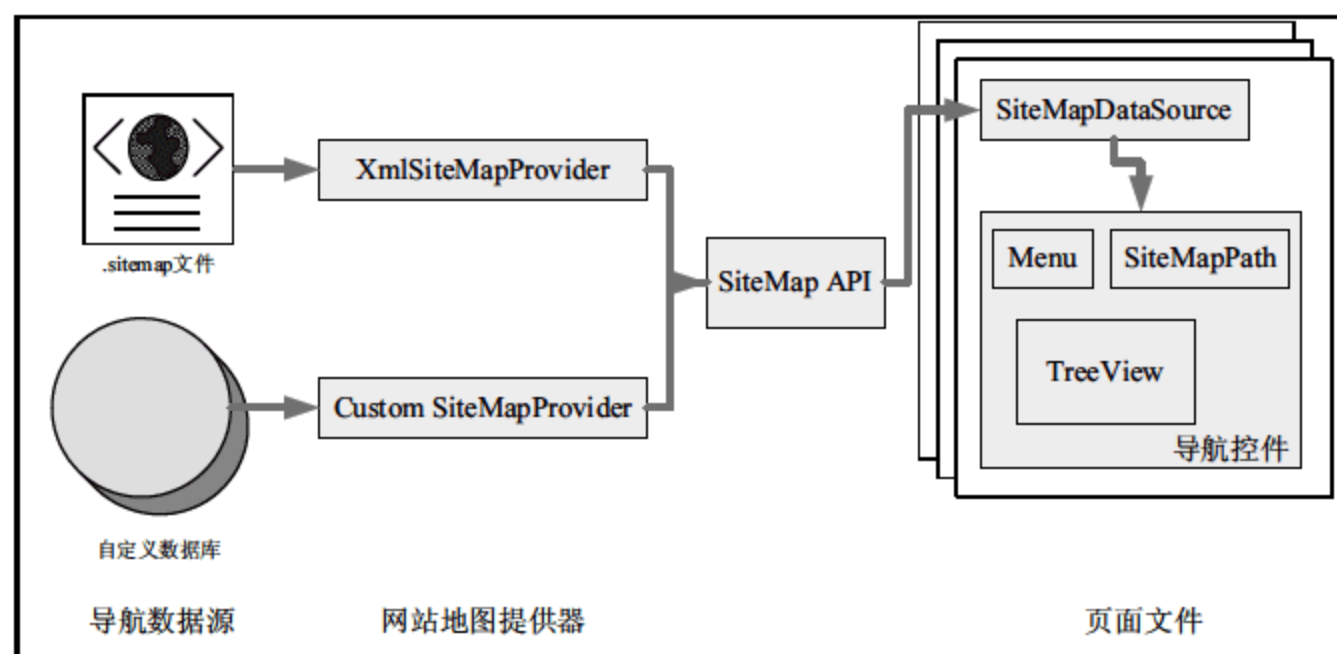 SiteMapDataSource
XmlSiteMapProvider
.sitemap文件
Menu
SiteMapPath
SiteMap API
TreeView
Custom SiteMapProvider
导航控件
自定义数据库
导航数据源
网站地图提供器
页面文件